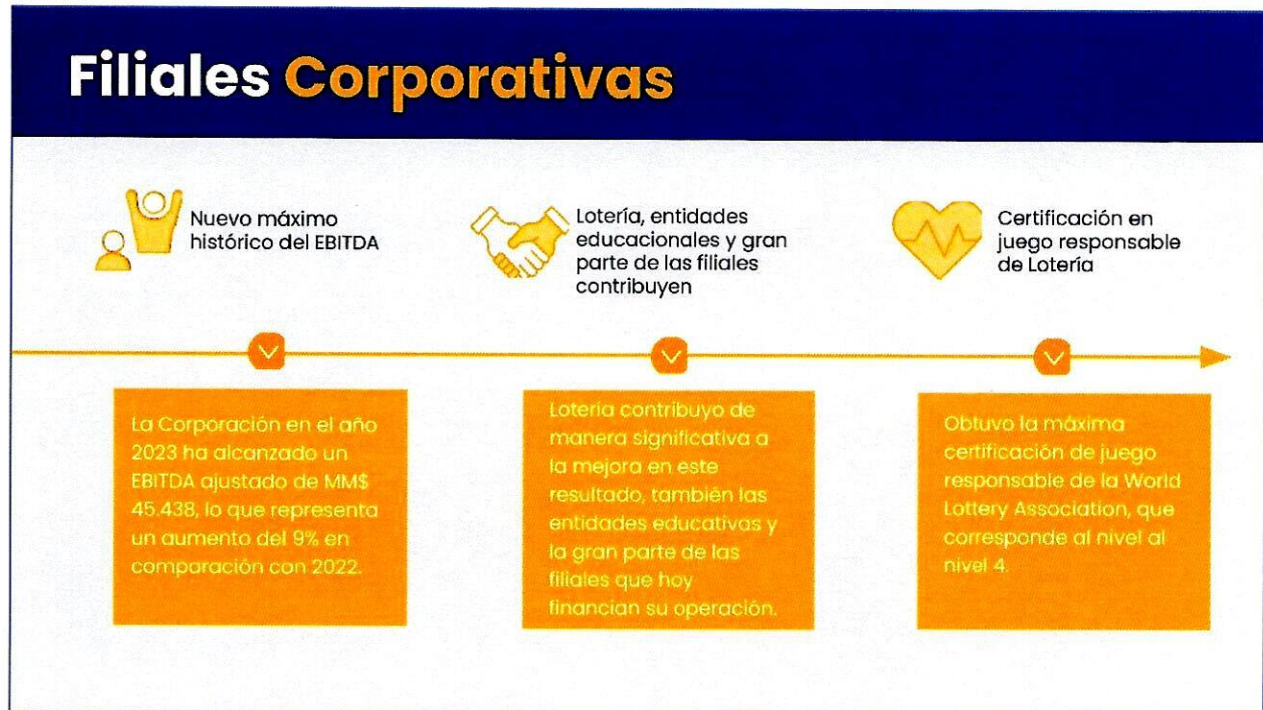 Filiales Corporativas
Nuevo máximo
histórico del EBITDA
Lotería, entidades
educacionales y gran
parte de las filiales
contribuyen
Certificación en
juego responsable
de Lotería
La Corporación en el año
2023 ha alcanzado un
EBITDA ajustado de MM$
45.438, lo que representa
un aumento del 9% en
comparación con 2022.
Lotería contribuyo de
manera significativa a
la mejora en este
resultado, también las
entidades educativas y
la gran parte de las
filiales que hoy
financian su operación.
Obtuvo la máxima
certificación de juego
responsable de la World
Lottery Association, que
corresponde al nivel al
nivel 4.